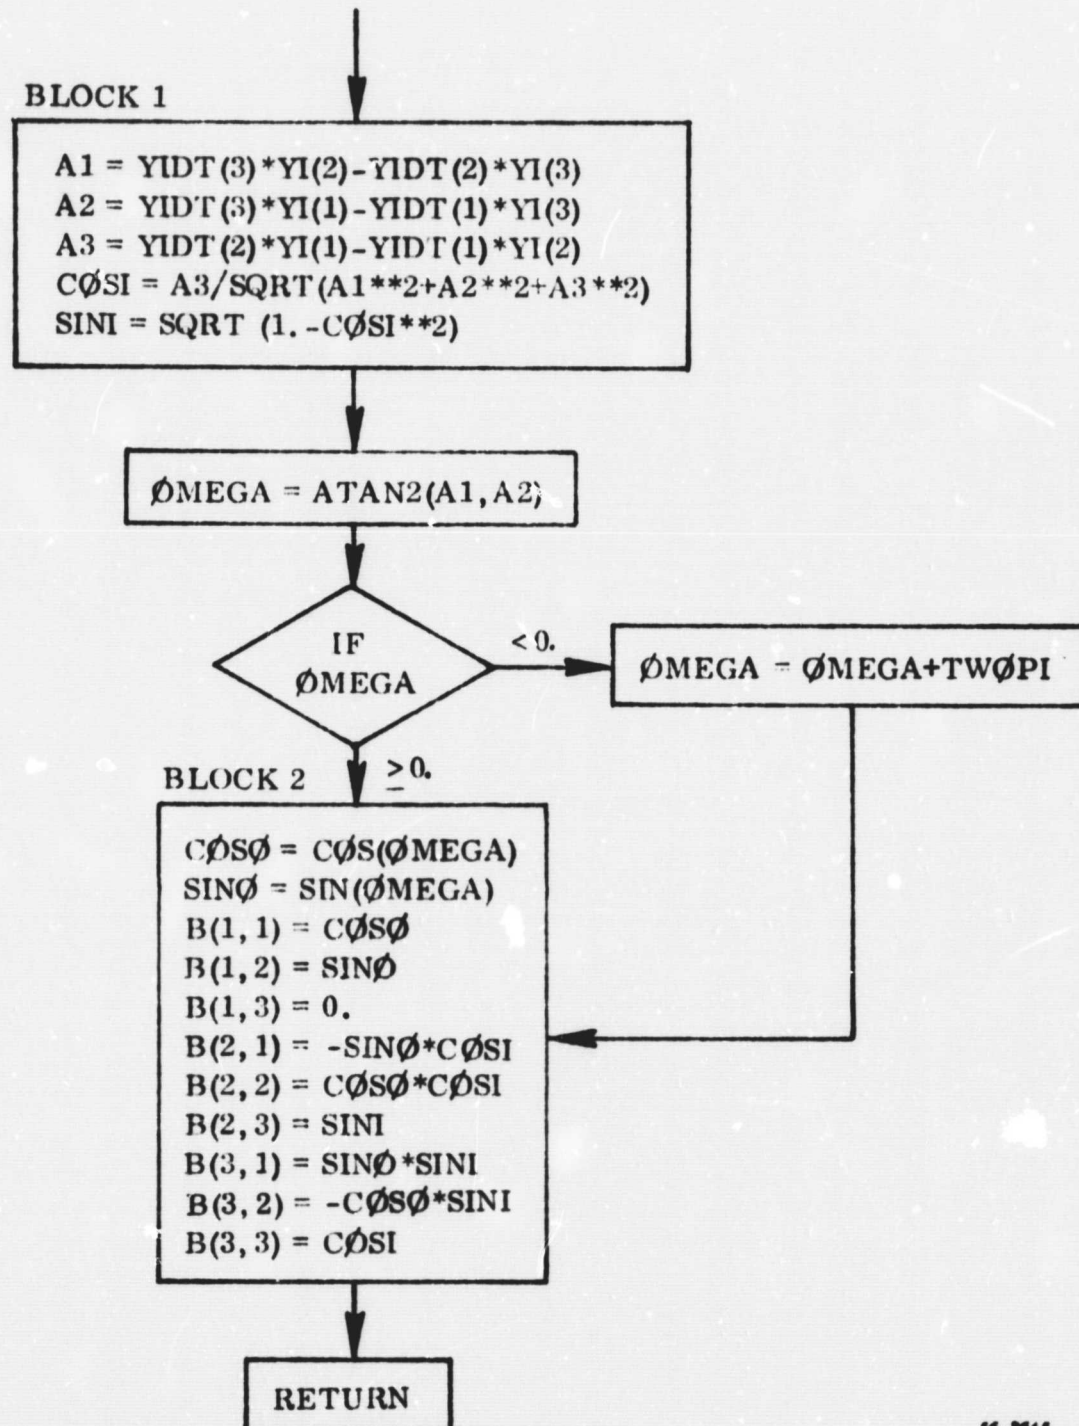 BLOCK 1
A1 = YIDT(3)*YI(2)-YIDT(2)*YI(3)
A2 = YIDT(3)*YI(1)-YIDT(1)*YI(3)
A3 = YIDT(2)*YI(1)-YIDT(1)*YI(2)
CØSI = A3/SQRT(A1**2+A2**2+A3**2)
SINI = SQRT (1.-CØSI**2)
ØMEGA = ATAN2(A1,A2)
IF
ØMEGA
<0.
ØMEGA = ØMEGA+TWØPI
≥0.
BLOCK 2
CØSØ = CØS(ØMEGA)
SINØ = SIN(ØMEGA)
B(1,1) = CØSØ
B(1,2) = SINØ
B(1,3) = 0.
B(2,1) = -SINØ*CØSI
B(2,2) = CØSØ*CØSI
B(2,3) = SINI
B(3,1) = SINØ*SINI
B(3,2) = -CØSØ*SINI
B(3,3) = CØSI
RETURN